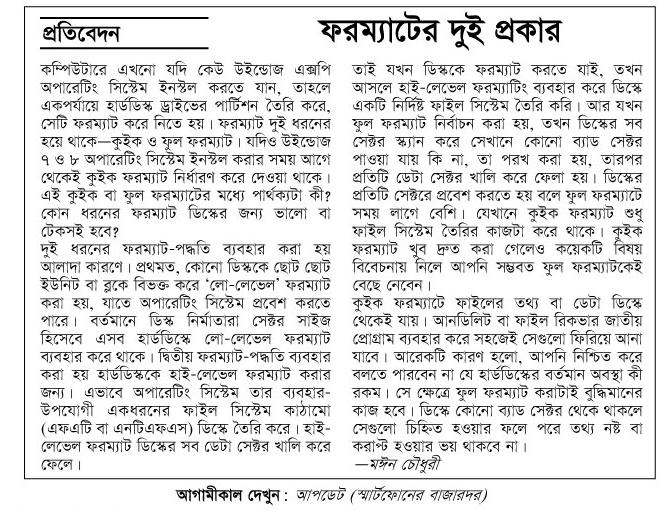 প্রতিবেদন
ফরম্যাটের দুই প্রকার
কম্পিউটারে এখনো যদি কেউ উইন্ডোজ এক্সপি
অপারেটিং সিস্টেম ইনস্টল করতে যান, তাহলে
একপর্যায়ে হার্ডডিস্ক ড্রাইভের পার্টিশন তৈরি করে,
সেটি ফরম্যাট করে নিতে হয়। ফরম্যাট দুই ধরনের
হয়ে থাকে—কুইক ও ফুল ফরম্যাট। যদিও উইন্ডোজ
৭ ও ৮ অপারেটিং সিস্টেম ইনস্টল করার সময় আগে
থেকেই কুইক ফরম্যাট নির্ধারণ করে দেওয়া থাকে।
এই কুইক বা ফুল ফরম্যাটের মধ্যে পার্থক্যটা কী?
কোন ধরনের ফরম্যাট ডিস্কের জন্য ভালো বা
টেকসই হবে?
দুই ধরনের ফরম্যাট-পদ্ধতি ব্যবহার করা হয়
আলাদা কারণে। প্রথমত, কোনো ডিস্ককে ছোট ছোট
ইউনিট বা ব্লকে বিভক্ত করে ‘লো-লেভেল’ ফরম্যাট
করা হয়, যাতে অপারেটিং সিস্টেম প্রবেশ করতে
পারে। বর্তমানে ডিস্ক নির্মাতারা সেক্টর সাইজ
হিসেবে এসব হার্ডডিস্কে লো-লেভেল ফরম্যাট
ব্যবহার করে থাকে। দ্বিতীয় ফরম্যাট-পদ্ধতি ব্যবহার
করা হয় হার্ডডিস্ককে হাই-লেভেল ফরম্যাট করার
জন্য। এভাবে অপারেটিং সিস্টেম তার ব্যবহার-
উপযোগী একধরনের ফাইল সিস্টেম কাঠামো
(এফএটি বা এনটিএফএস) ডিস্কে তৈরি করে। হাই-
লেভেল ফরম্যাট ডিস্কের সব ডেটা সেক্টর খালি করে
ফেলে।
তাই যখন ডিস্ককে ফরম্যাট করতে যাই, তখন
আসলে হাই-লেভেল ফরম্যাটিং ব্যবহার করে ডিস্কে
একটি নির্দিষ্ট ফাইল সিস্টেম তৈরি করি। আর যখন
ফুল ফরম্যাট নির্বাচন করা হয়, তখন ডিস্কের সব
সেক্টর স্ক্যান করে সেখানে কোনো ব্যাড সেক্টর
পাওয়া যায় কি না, তা পরখ করা হয়, তারপর
প্রতিটি ডেটা সেক্টর খালি করে ফেলা হয়। ডিস্কের
প্রতিটি সেক্টরে প্রবেশ করতে হয় বলে ফুল ফরম্যাটে
সময় লাগে বেশি। যেখানে কুইক ফরম্যাট শুধু
ফাইল সিস্টেম তৈরির কাজটা করে থাকে। কুইক
ফরম্যাট খুব দ্রুত করা গেলেও কয়েকটি বিষয়
বিবেচনায় নিলে আপনি সম্ভবত ফুল ফরম্যাটকেই
বেছে নেবেন।
কুইক ফরম্যাটে ফাইলের তথ্য বা ডেটা ডিস্কে
থেকেই যায়। আনডিলিট বা ফাইল রিকভার জাতীয়
প্রোগ্রাম ব্যবহার করে সহজেই সেগুলো ফিরিয়ে আনা
যাবে। আরেকটি কারণ হলো, আপনি নিশ্চিত করে
বলতে পারবেন না যে হার্ডডিস্কের বর্তমান অবস্থা কী
রকম। সে ক্ষেত্রে ফুল ফরম্যাট করাটাই বুদ্ধিমানের
কাজ হবে। ডিস্কে কোনো ব্যাড সেক্টর থেকে থাকলে
সেগুলো চিহ্নিত হওয়ার ফলে পরে তথ্য নষ্ট বা
করাপ্ট হওয়ার ভয় থাকবে না।
—মঈন চৌধুরী
আগামীকাল দেখুন : আপডেট (স্মার্টফোনের বাজারদর)